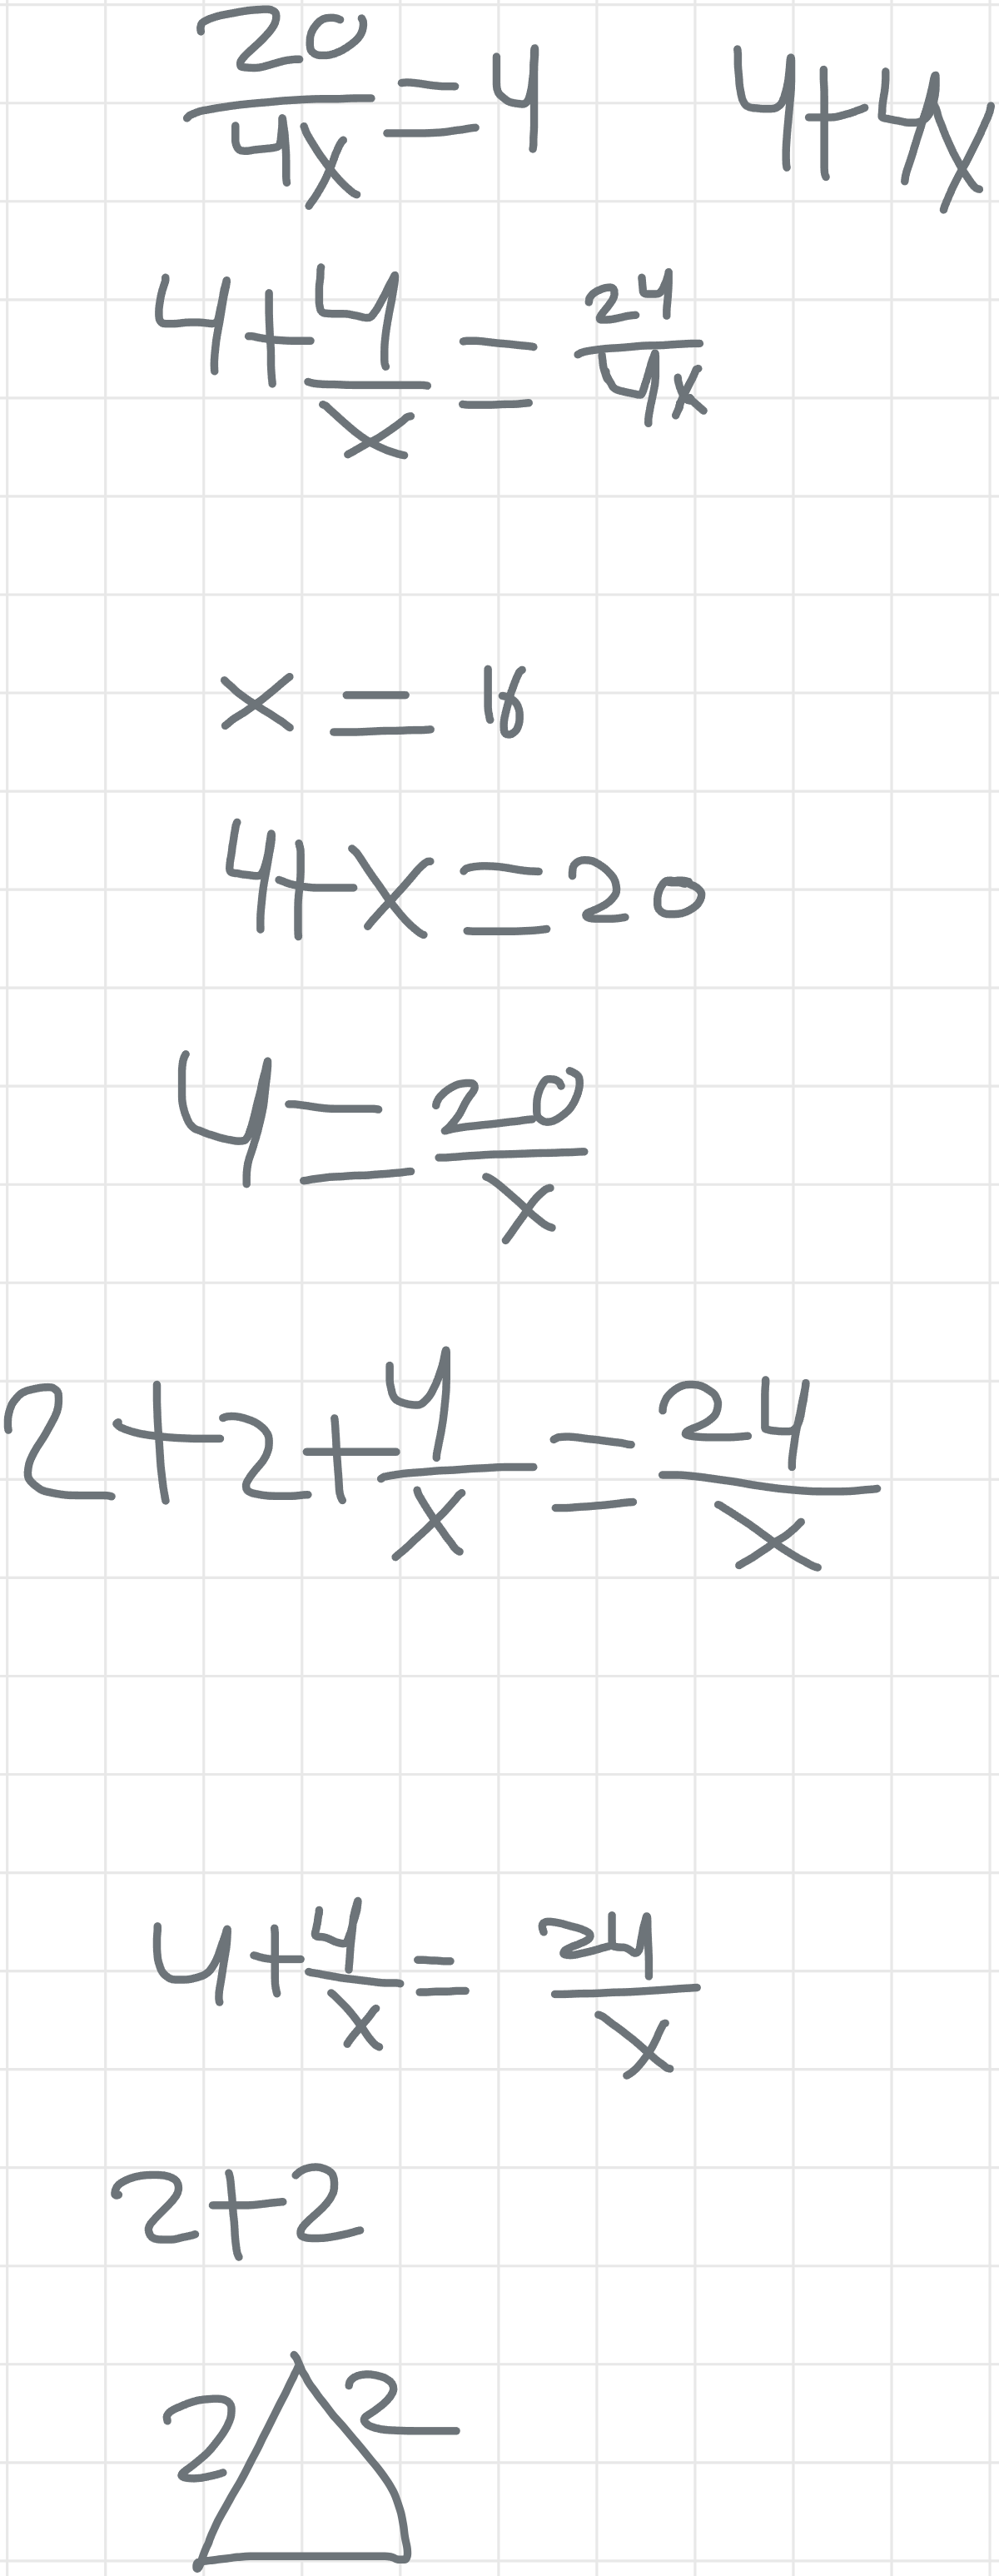 20/4x = 4    4+4x
4+4/x = 24/4x
x = 16
4+x = 20
4 = 20/x
2+2+4/x = 24/x
4+4/x = 24/x
2+2
2 2